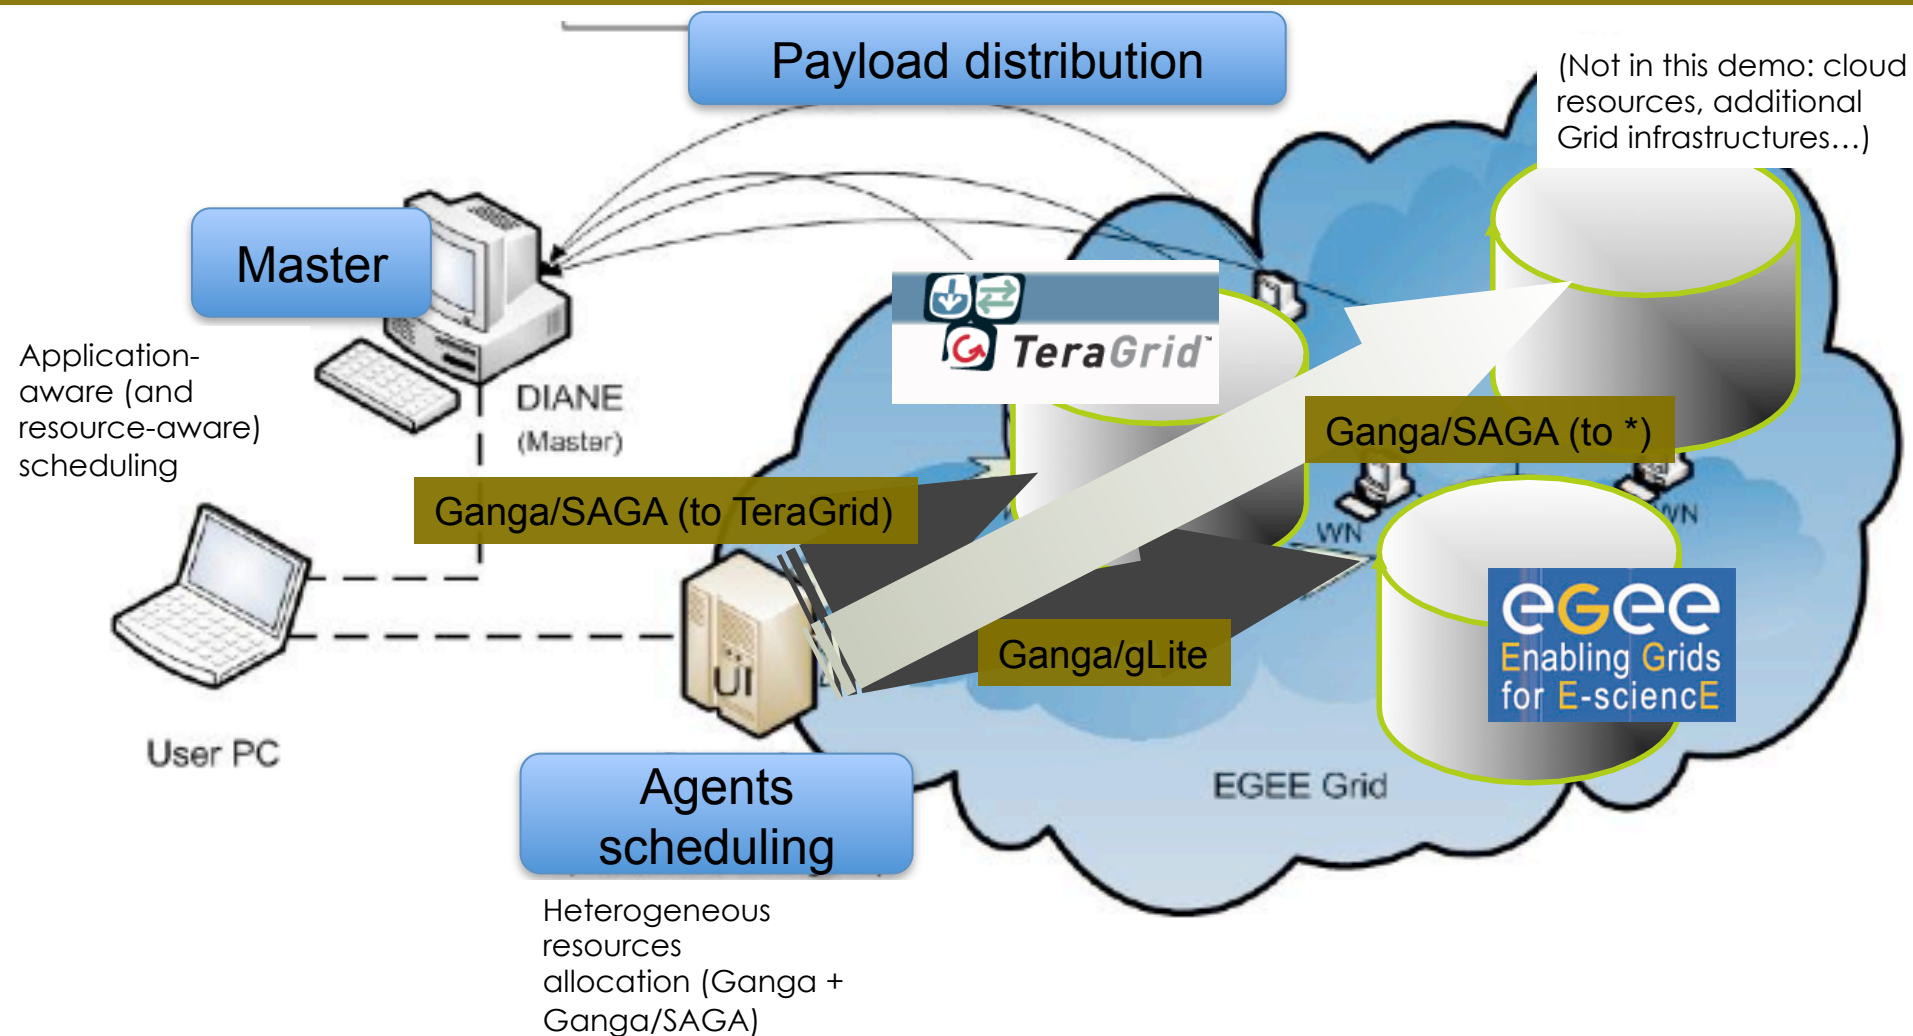 Payload distribution
(Not in this demo: cloud
resources, additional
Grid infrastructures…)
Master
TeraGrid™
Application-
aware (and
resource-aware)
scheduling
DIANE
(Master)
Ganga/SAGA (to *)
Ganga/SAGA (to TeraGrid)
WN
WN
eGee
Enabling Grids
for E-sciencE
Ganga/gLite
UI
User PC
EGEE Grid
Agents
scheduling
Heterogeneous
resources
allocation (Ganga +
Ganga/SAGA)